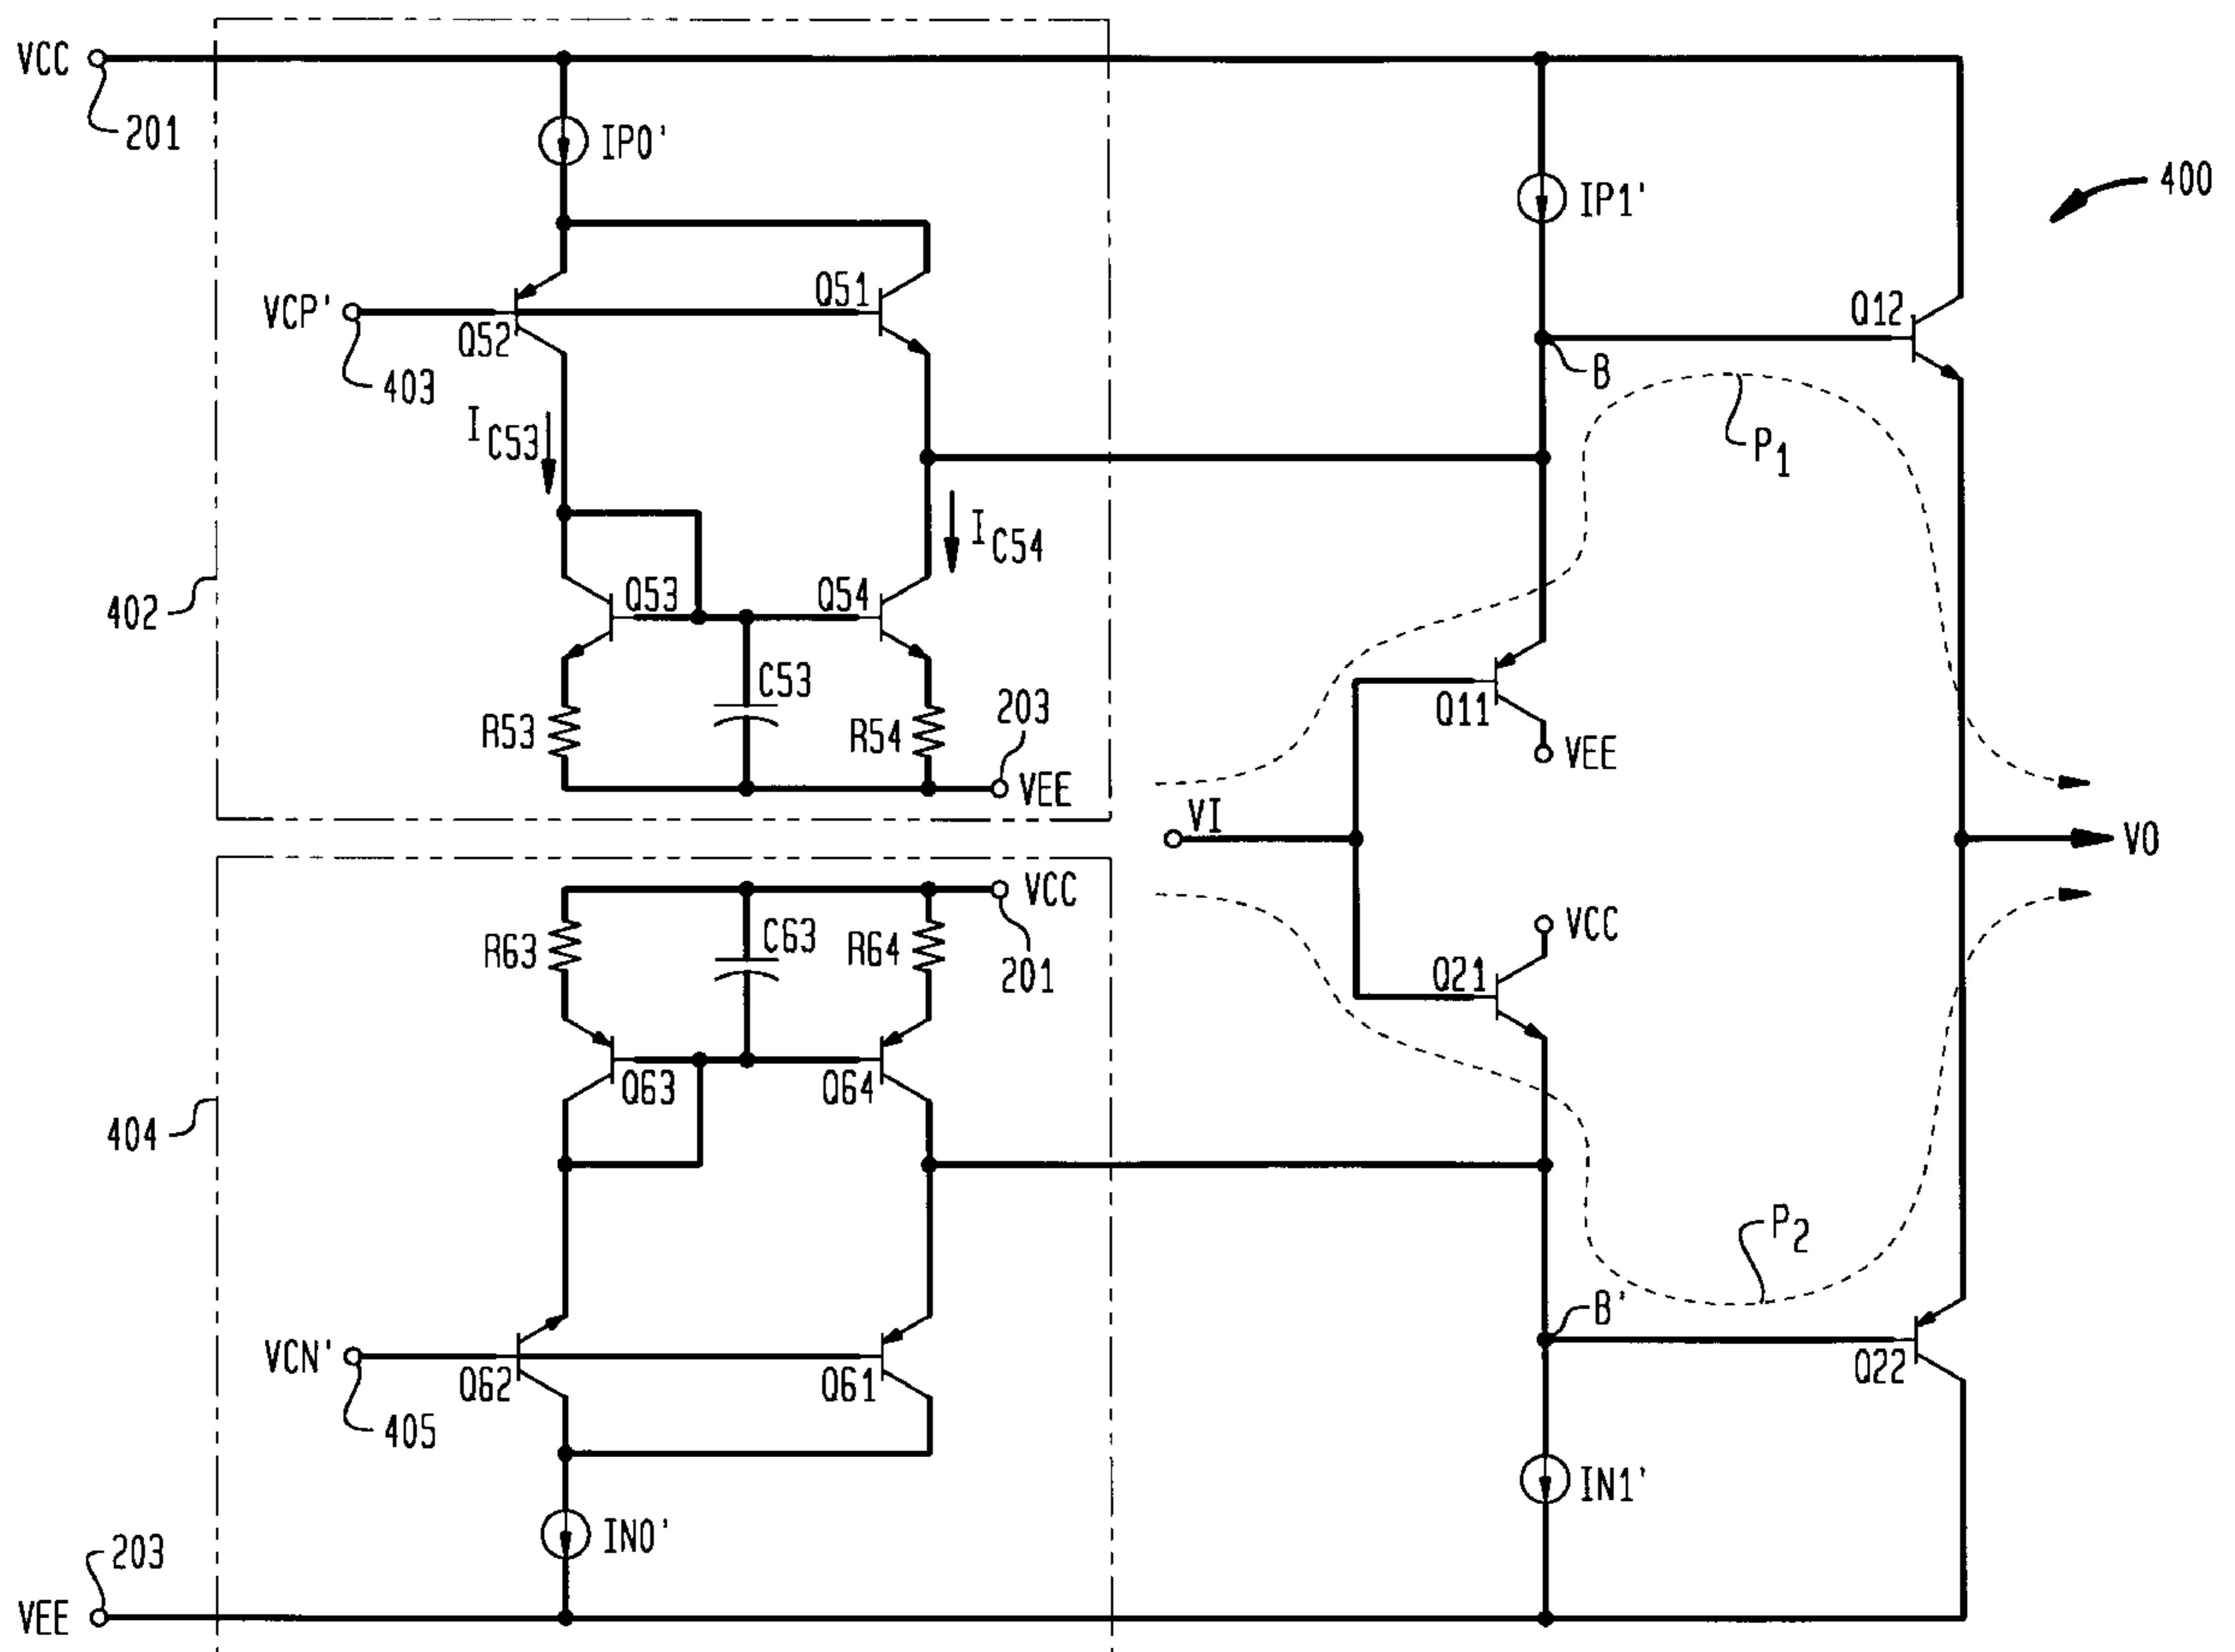 VCC
201
IP0'
IP1'
400
VCP'
403
Q52
Q51
Q12
B
P1
IC53
IC54
402
Q53
Q54
C53
R53
R54
203
VEE
Q11
VEE
VI
VO
VCC
201
R63
C63
R64
VCC
Q21
Q63
Q64
404
P2
B'
VCN'
405
Q62
Q61
Q22
IN0'
IN1'
203
VEE